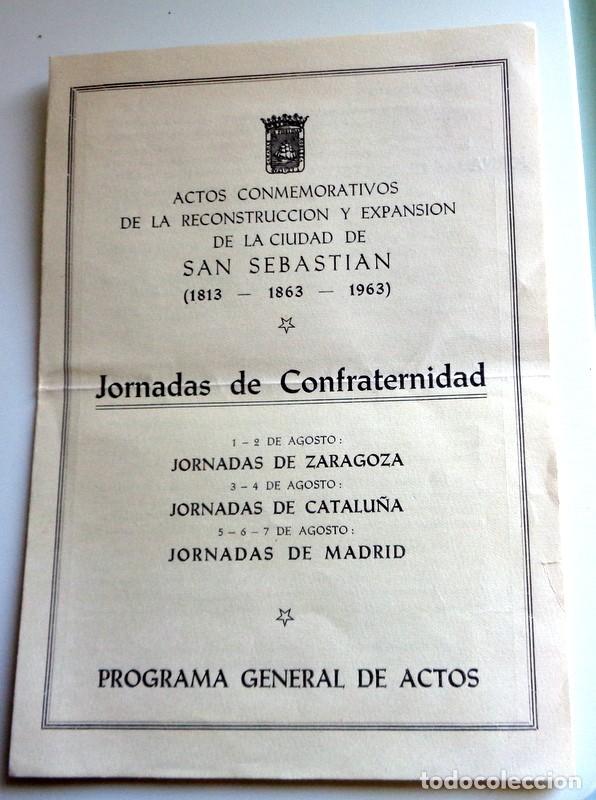 ACTOS CONMEMORATIVOS
DE LA RECONSTRUCCION Y EXPANSION
DE LA CIUDAD DE
SAN SEBASTIAN
(1813 — 1863 — 1963)
Jornadas de Confraternidad
1 – 2 DE AGOSTO:
JORNADAS DE ZARAGOZA
3 – 4 DE AGOSTO:
JORNADAS DE CATALUÑA
5 – 6 – 7 DE AGOSTO:
JORNADAS DE MADRID
PROGRAMA GENERAL DE ACTOS
todocoleccion